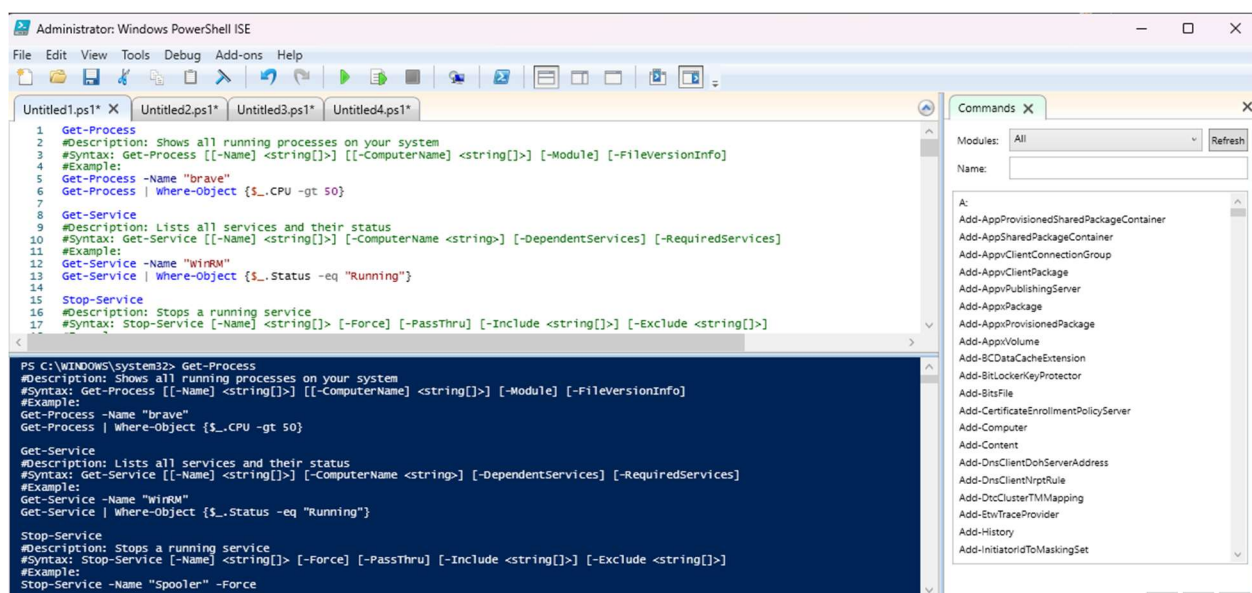 Administrator: Windows PowerShell ISE
File Edit View Tools Debug Add-ons Help
Untitled1.ps1* X Untitled2.ps1* Untitled3.ps1* Untitled4.ps1*
1 Get-Process
2 #Description: Shows all running processes on your system
3 #Syntax: Get-Process [[-Name] <string[]>] [[-ComputerName] <string[]>] [-Module] [-FileVersionInfo]
4 #Example:
5 Get-Process -Name "brave"
6 Get-Process | Where-Object {$_.CPU -gt 50}
7
8 Get-Service
9 #Description: Lists all services and their status
10 #Syntax: Get-Service [[-Name] <string[]>] [-ComputerName <string>] [-DependentServices] [-RequiredServices]
11 #Example:
12 Get-Service -Name "WinRM"
13 Get-Service | Where-Object {$_.Status -eq "Running"}
14
15 Stop-Service
16 #Description: Stops a running service
17 #Syntax: Stop-Service [-Name] <string[]> [-Force] [-PassThru] [-Include <string[]>] [-Exclude <string[]>]
PS C:\WINDOWS\system32> Get-Process
#Description: Shows all running processes on your system
#Syntax: Get-Process [[-Name] <string[]>] [[-ComputerName] <string[]>] [-Module] [-FileVersionInfo]
#Example:
Get-Process -Name "brave"
Get-Process | Where-Object {$_.CPU -gt 50}
Get-Service
#Description: Lists all services and their status
#Syntax: Get-Service [[-Name] <string[]>] [-ComputerName <string>] [-DependentServices] [-RequiredServices]
#Example:
Get-Service -Name "WinRM"
Get-Service | Where-Object {$_.Status -eq "Running"}
Stop-Service
#Description: Stops a running service
#Syntax: Stop-Service [-Name] <string[]> [-Force] [-PassThru] [-Include <string[]>] [-Exclude <string[]>]
#Example:
Stop-Service -Name "Spooler" -Force
Commands X
Modules: All Refresh
Name:
A:
Add-AppProvisionedSharedPackageContainer
Add-AppSharedPackageContainer
Add-AppvClientConnectionGroup
Add-AppvClientPackage
Add-AppvPublishingServer
Add-AppxPackage
Add-AppxProvisionedPackage
Add-AppxVolume
Add-BCDataCacheExtension
Add-BitLockerKeyProtector
Add-BitsFile
Add-CertificateEnrollmentPolicyServer
Add-Computer
Add-Content
Add-DnsClientDohServerAddress
Add-DnsClientNrptRule
Add-DtcClusterTMMapping
Add-EtwTraceProvider
Add-History
Add-InitiatorIdToMaskingSet